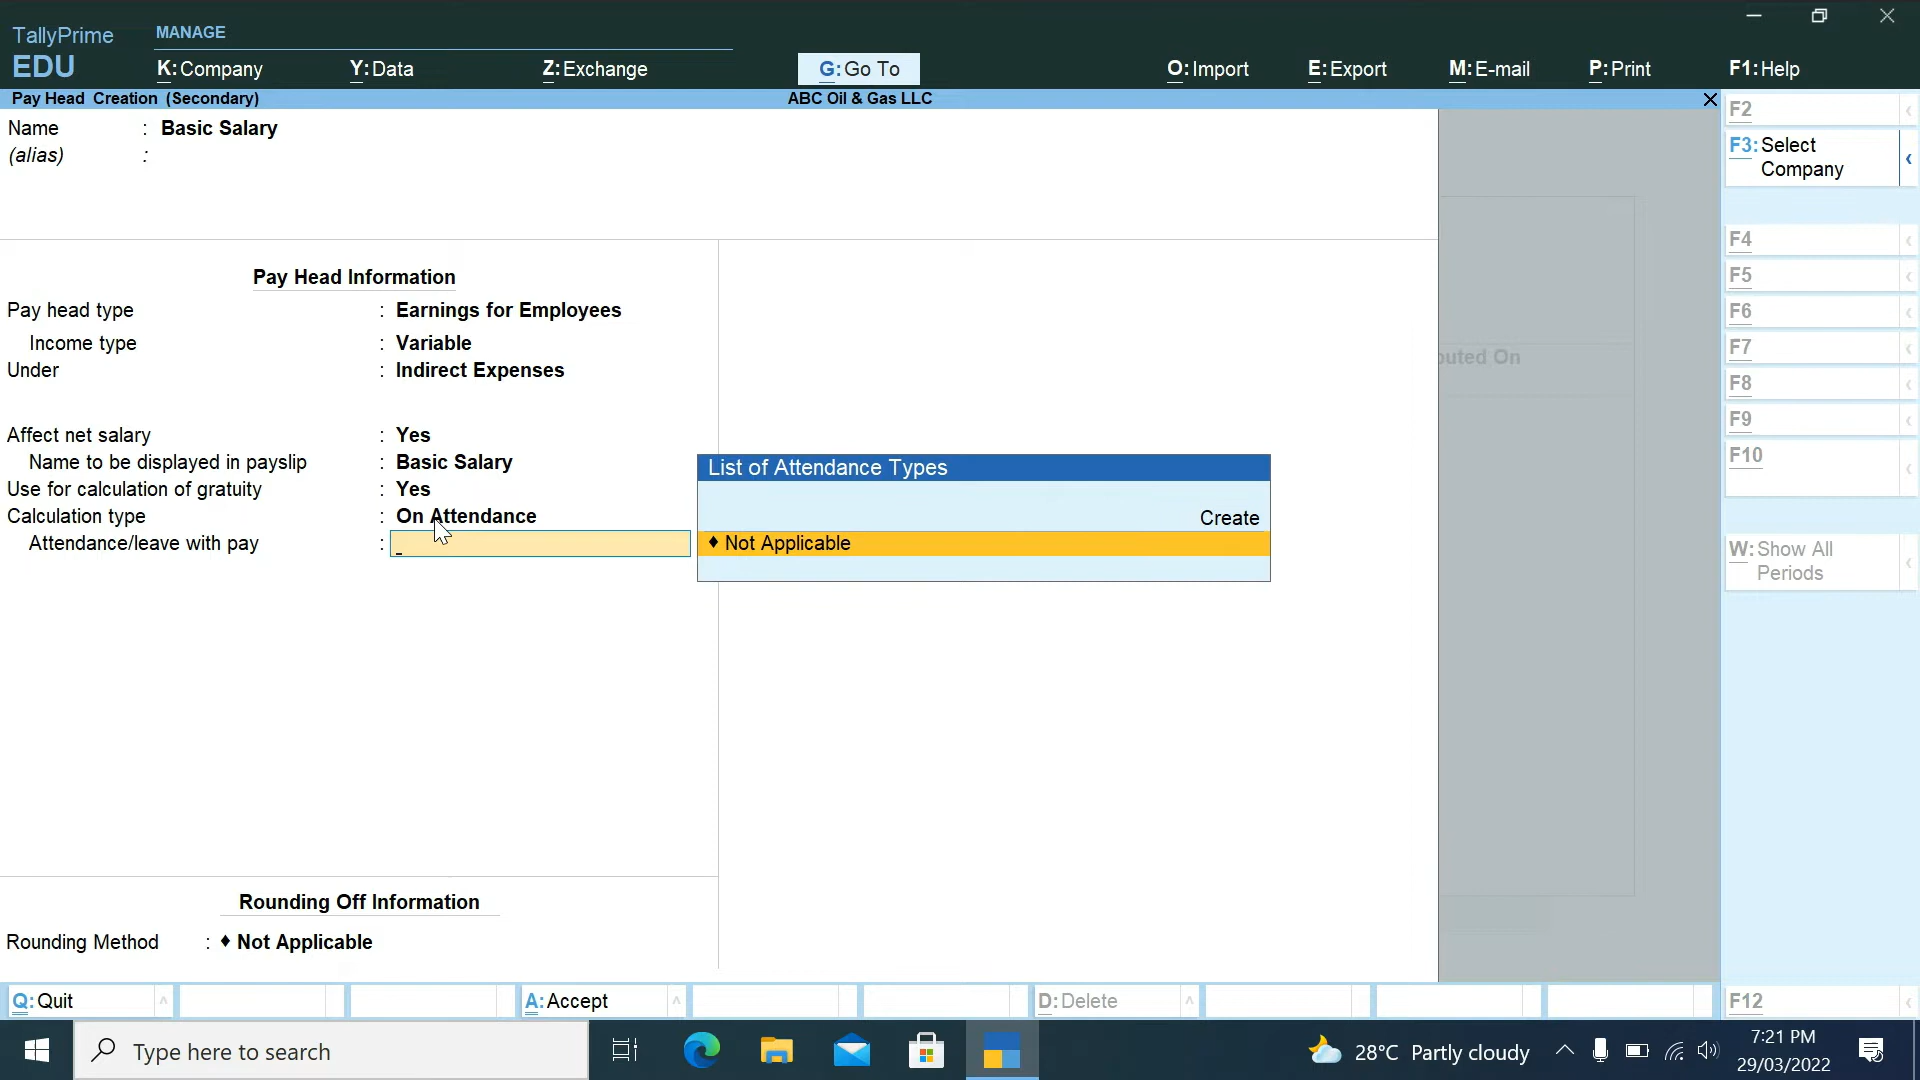 MANAGE
TallyPrime
EDU
K:Company
Y:Data
Z:Exchange
G:Go To
O:Import
E:Export
M:E-mail
P:Print
F1:Help
Pay Head Creation (Secondary)
ABC Oil & Gas LLC
Name : Basic Salary
(alias) :
Pay Head Information
Pay head type : Earnings for Employees
Income type : Variable
Under : Indirect Expenses
Affect net salary : Yes
Name to be displayed in payslip : Basic Salary
Use for calculation of gratuity : Yes
Calculation type : On Attendance
Attendance/leave with pay :
List of Attendance Types
Create
♦ Not Applicable
Rounding Off Information
Rounding Method : ♦ Not Applicable
F2
F3:Select
Company
F4
F5
F6
F7
F8
F9
F10
W:Show All
Periods
F12
Q:Quit
A:Accept
D:Delete
Type here to search
28°C Partly cloudy
7:21 PM
29/03/2022